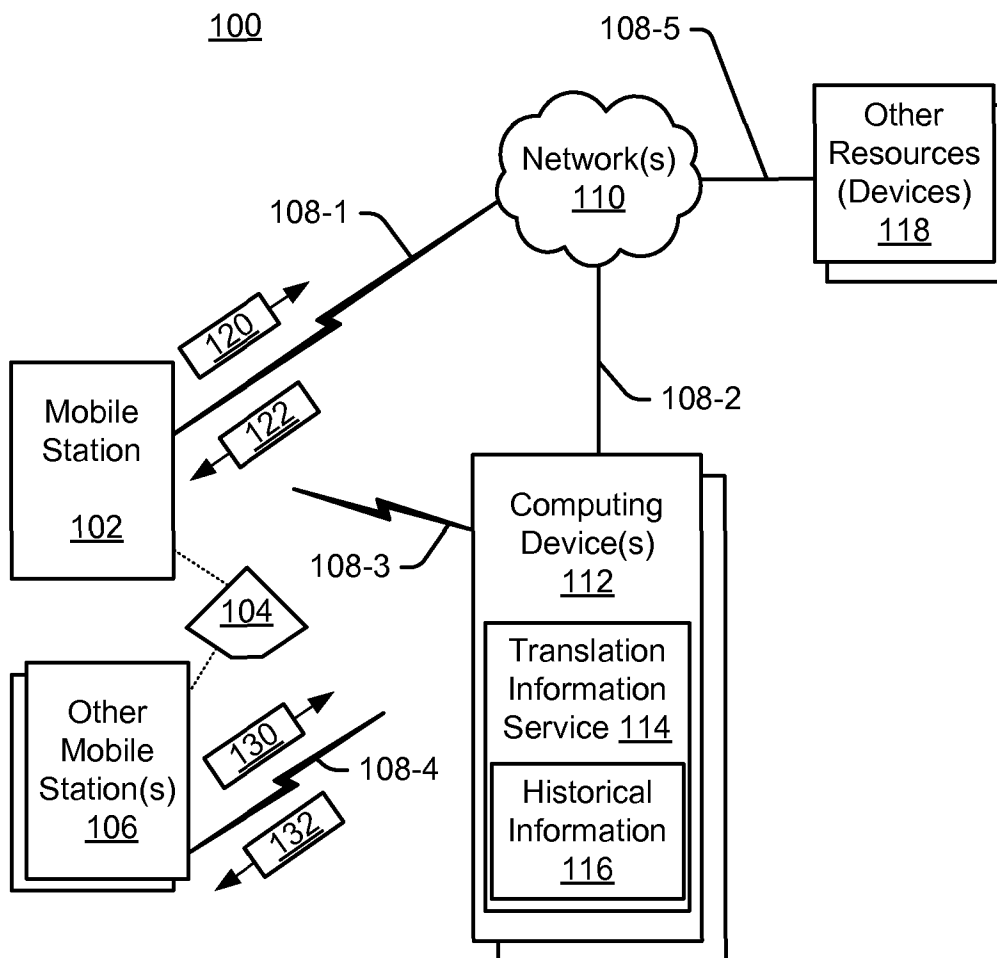 100
108-5
Other
Resources
(Devices)
118
Network(s)
110
108-1
120
122
108-2
Mobile
Station
102
108-3
Computing
Device(s)
112
104
Translation
Information
Service 114
Historical
Information
116
Other
Mobile
Station(s)
106
130
132
108-4